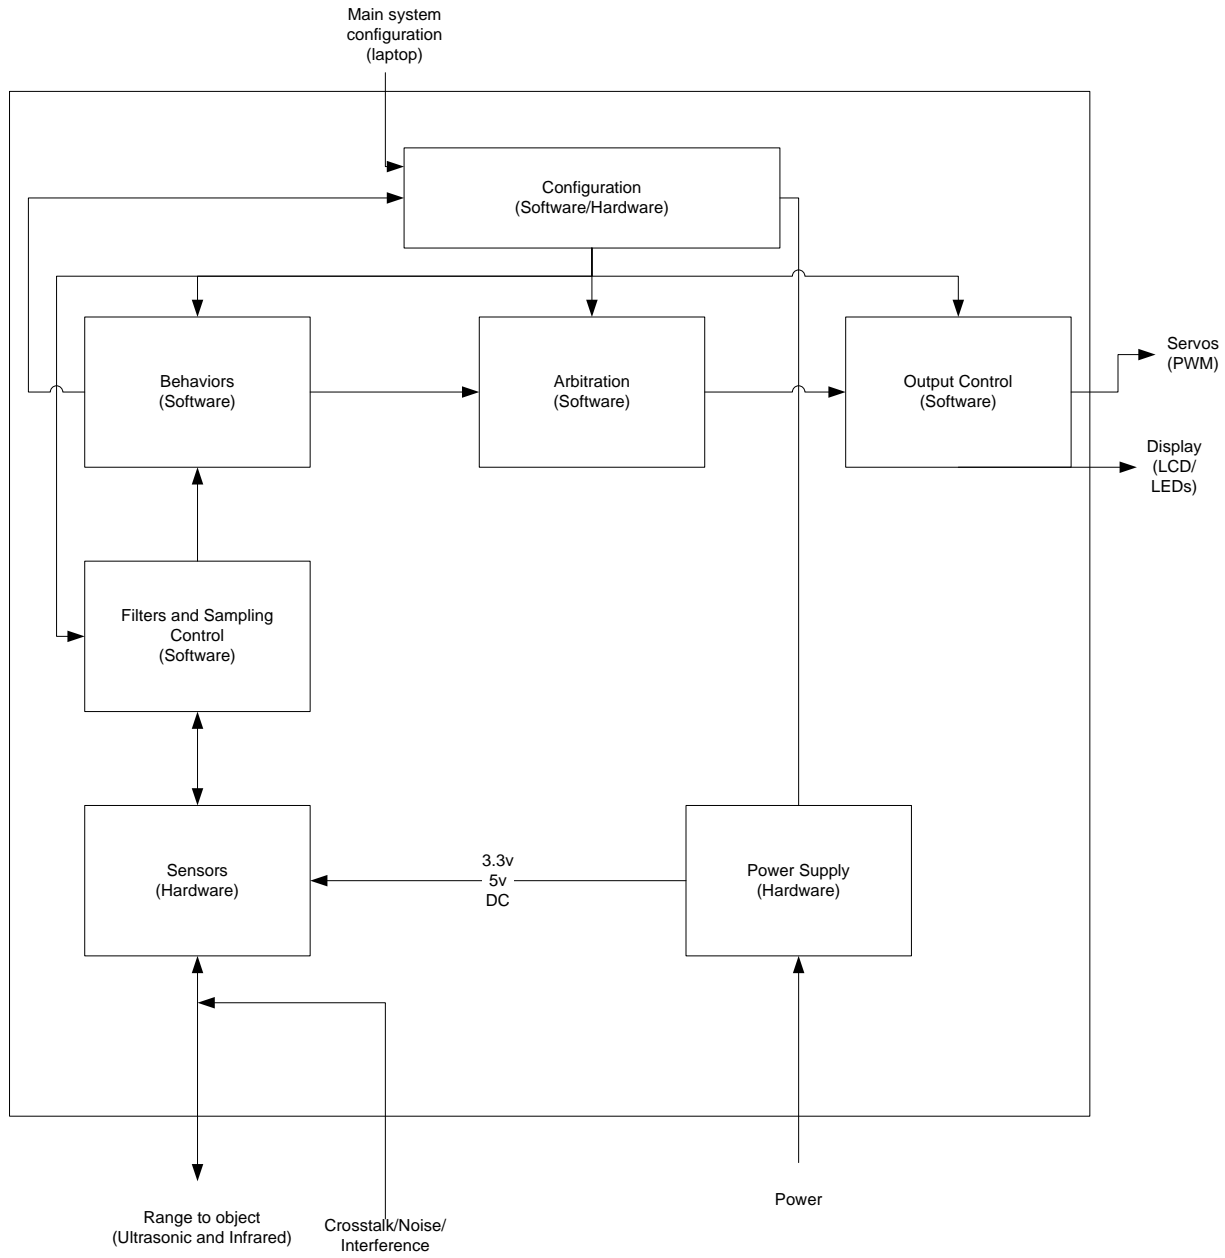 Main system
configuration
(laptop)
Configuration
(Software/Hardware)
Behaviors
(Software)
Arbitration
(Software)
Output Control
(Software)
Servos
(PWM)
Display
(LCD/
LEDs)
Filters and Sampling
Control
(Software)
Sensors
(Hardware)
3.3v
5v
DC
Power Supply
(Hardware)
Range to object
(Ultrasonic and Infrared)
Crosstalk/Noise/
Interference
Power